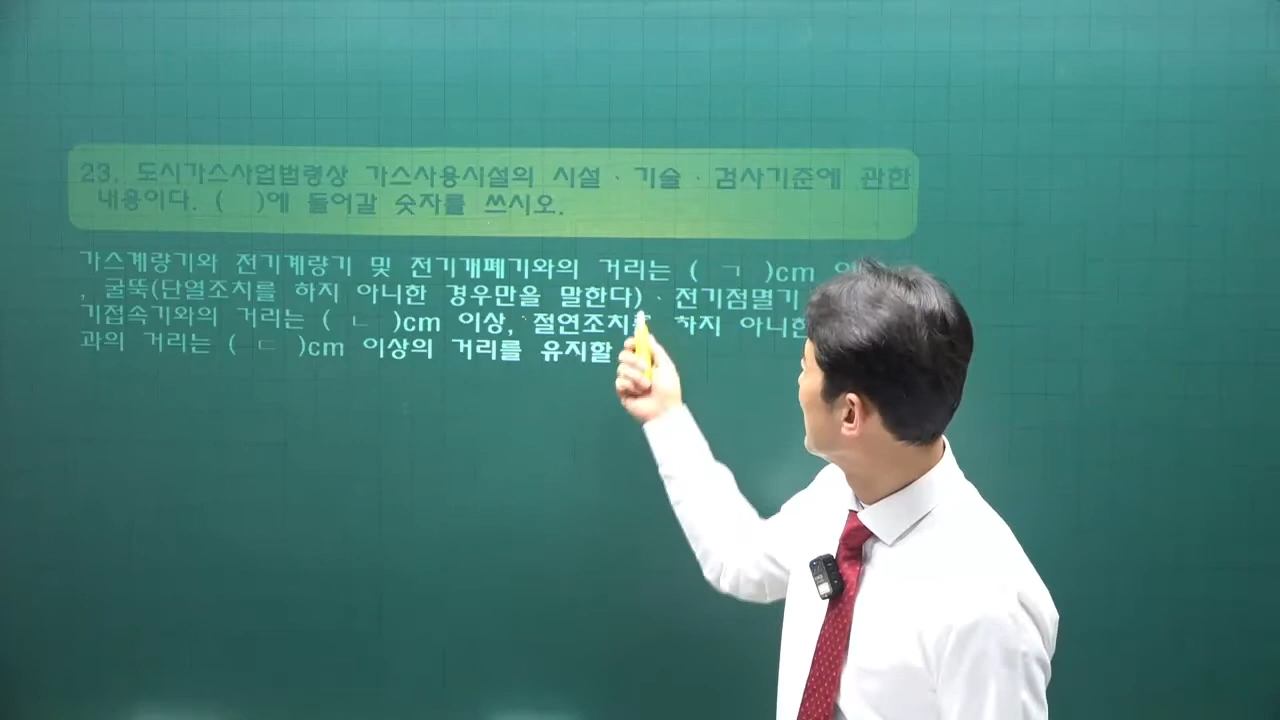 23. 도시가스사업법령상 가스사용시설의 시설ㆍ기술ㆍ검사기준에 관한
내용이다. ( )에 들어갈 숫자를 쓰시오.
가스계량기와 전기계량기 및 전기개폐기와의 거리는 ( ㄱ )cm
, 굴뚝(단열조치를 하지 아니한 경우만을 말한다)ㆍ전기점멸기
기접속기와의 거리는 ( ㄴ )cm 이상, 절연조치를 하지 아니한
과의 거리는 ( ㄷ )cm 이상의 거리를 유지할